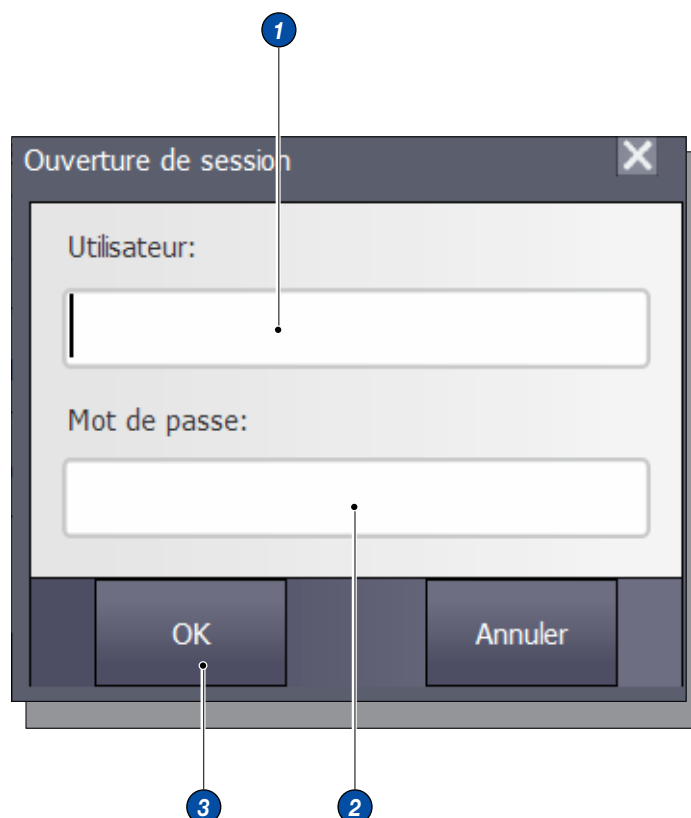 1
Ouverture de session
Utilisateur:
Mot de passe:
OK
Annuler
3
2